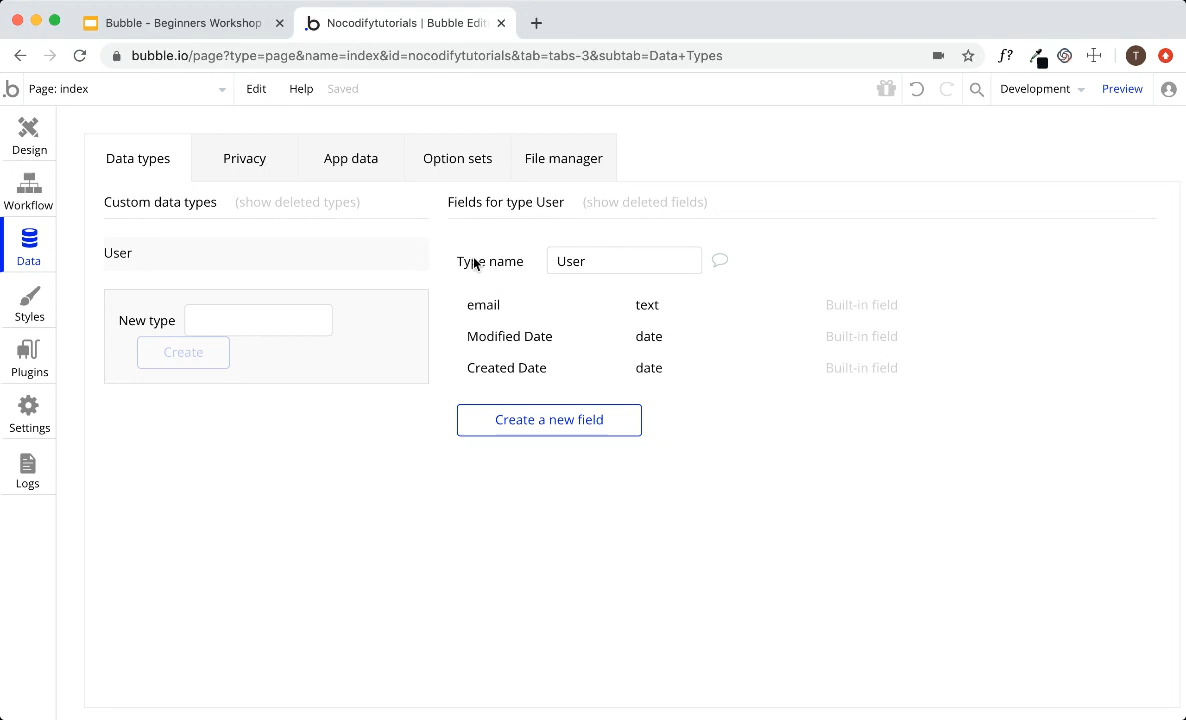 Bubble - Beginners Workshop
Nocodifytutorials | Bubble Edit
bubble.io/page?type=page&name=index&id=nocodifytutorials&tab=tabs-3&subtab=Data+Types
f?
T
b
Page: index
Edit
Help
Saved
Development
Preview
Design
Workflow
Data
Styles
Plugins
Settings
Logs
Data types
Privacy
App data
Option sets
File manager
Custom data types
(show deleted types)
Fields for type User
(show deleted fields)
User
Type name
User
New type
Create
email
text
Built-in field
Modified Date
date
Built-in field
Created Date
date
Built-in field
Create a new field